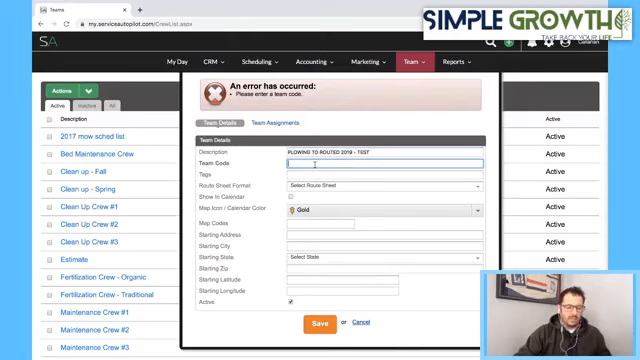 Teams
my.serviceautopilot.com/CrewList.aspx
SIMPLE GROWTH
TAKE BACK YOUR LIFE
SA
Callahan
My Day CRM Scheduling Accounting Marketing Team Reports
Actions
Active Inactive All
Active
2017 mow sched list Active
Bed Maintenance Crew Active
Clean up - Fall Active
Clean up - Spring Active
Clean Up Crew #1 Active
Clean Up Crew #2 Active
Clean Up Crew #3 Active
Estimate Active
Fertilization Crew - Organic Active
Fertilization Crew - Traditional
Maintenance Crew #1
Maintenance Crew #2
Maintenance Crew #3
An error has occurred:
Please enter a team code.
Team Details Team Assignments
Team Details
Description PLOWING TD ROUTED 2019 - TEST
Team Code
Tags
Route Sheet Format Select Route Sheet
Show In Calendar
Map Icon / Calendar Color Gold
Map Codes
Starting Address
Starting City
Starting State Select State
Starting Zip
Starting Latitude
Starting Longitude
Active
Save or Cancel